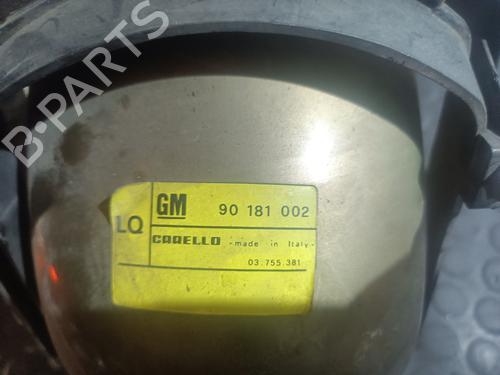 B-PARTS
GM 90 181 002
LQ
CARELLO -made in Italy-
03.755.381